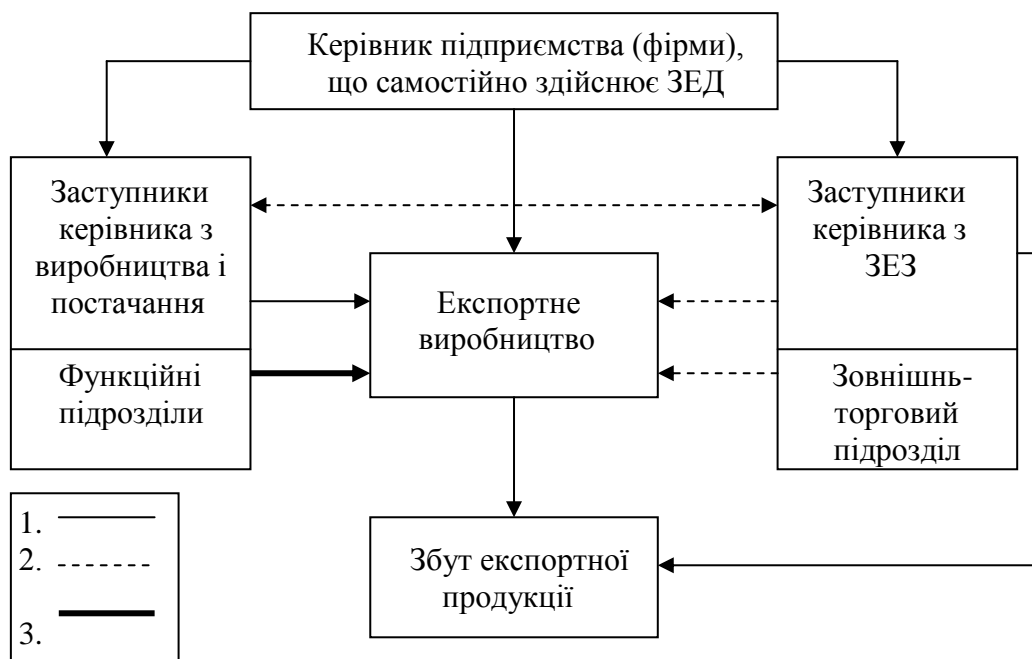 Керівник підприємства (фірми),
що самостійно здійснює ЗЕД
Заступники
керівника з
виробництва і
постачання
Заступники
керівника з
ЗЕЗ
Експортне
виробництво
Функційні
підрозділи
Зовнішнь-
торговий
підрозділ
1.
2.
3.
Збут експортної
продукції